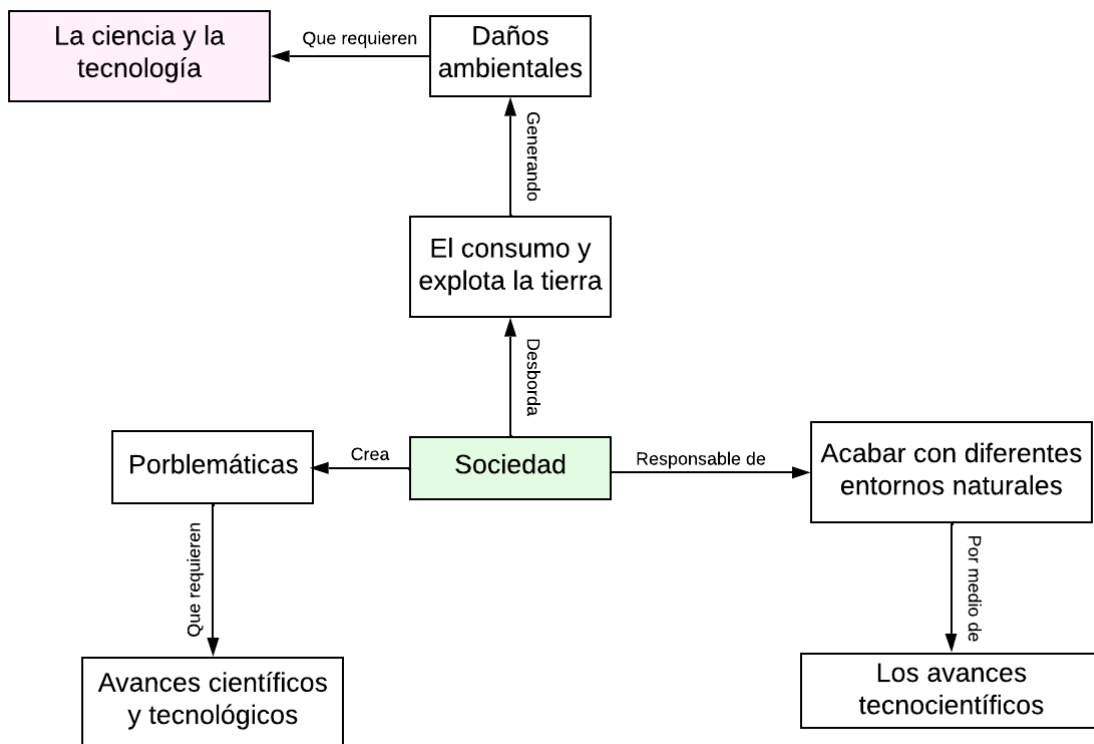 La ciencia y la
tecnología
Que requieren
Daños
ambientales
Generando
El consumo y
explota la tierra
Desborda
Porblemáticas
Crea
Sociedad
Responsable de
Acabar con diferentes
entornos naturales
Que requieren
Por medio de
Avances científicos
y tecnológicos
Los avances
tecnocientíficos